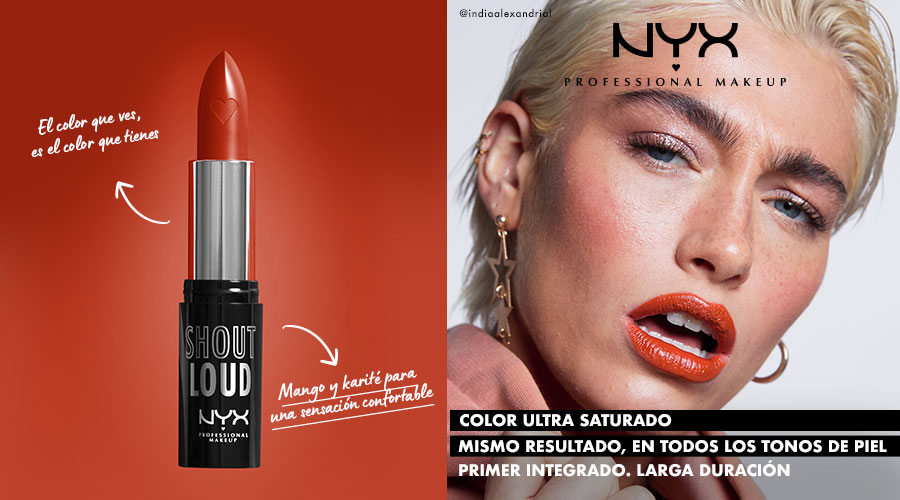 El color que ves,
es el color que tienes
SHOUT
LOUD
NYX
PROFESSIONAL
MAKEUP
Mango y karité para
una sensación confortable
@indiaalexandrial
NYX
PROFESSIONAL MAKEUP
COLOR ULTRA SATURADO
MISMO RESULTADO, EN TODOS LOS TONOS DE PIEL
PRIMER INTEGRADO. LARGA DURACIÓN